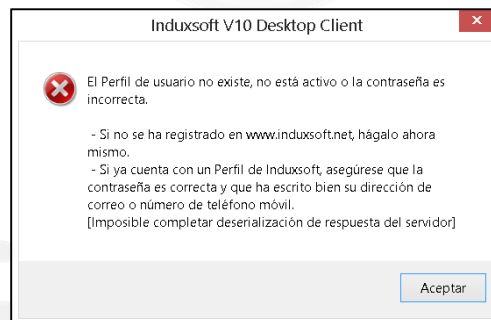 Induxsoft V10 Desktop Client
El Perfil de usuario no existe, no está activo o la contraseña es
incorrecta.
- Si no se ha registrado en www.induxsoft.net, hágalo ahora
mismo.
- Si ya cuenta con un Perfil de Induxsoft, asegúrese que la
contraseña es correcta y que ha escrito bien su dirección de
correo o número de teléfono móvil.
[Imposible completar deserialización de respuesta del servidor]
Aceptar